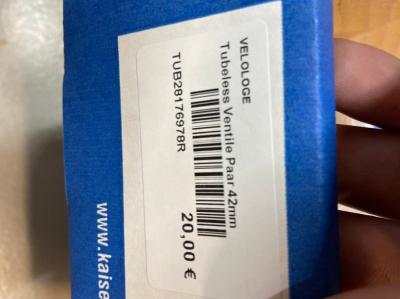 VELOLOGE
Tubeless Ventile Paar 42mm
TUB28176978R
20,00 €
www.kaise